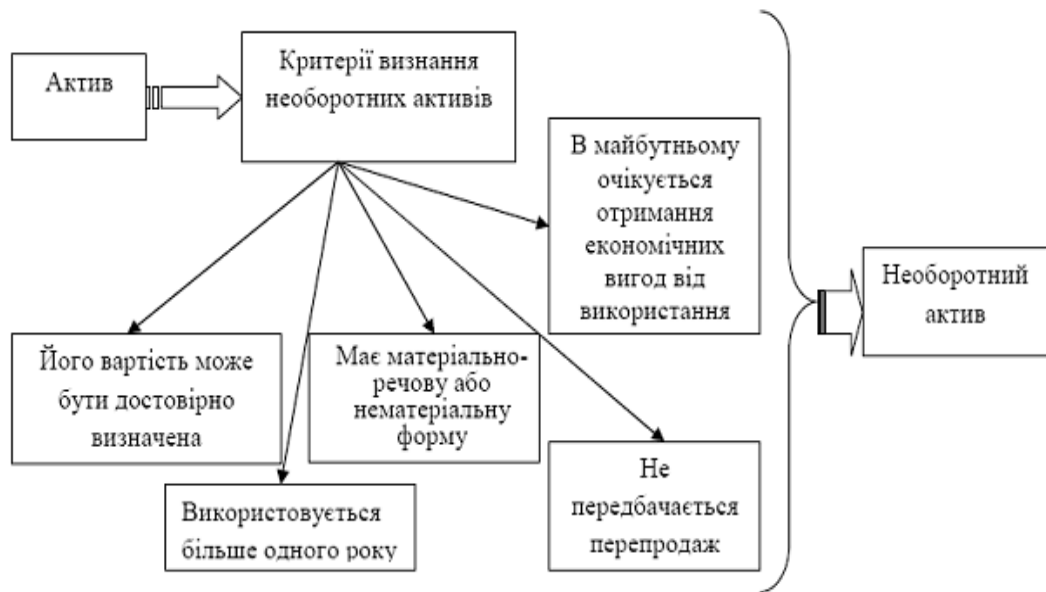 Актив
Критерії визнання
необоротних активів
В майбутньому
очікується
отримання
економічних
вигод від
використання
Необоротний
актив
Його вартість може
бути достовірно
визначена
Має матеріально-
речову або
нематеріальну
форму
Не
передбачається
перепродаж
Використовується
більше одного року